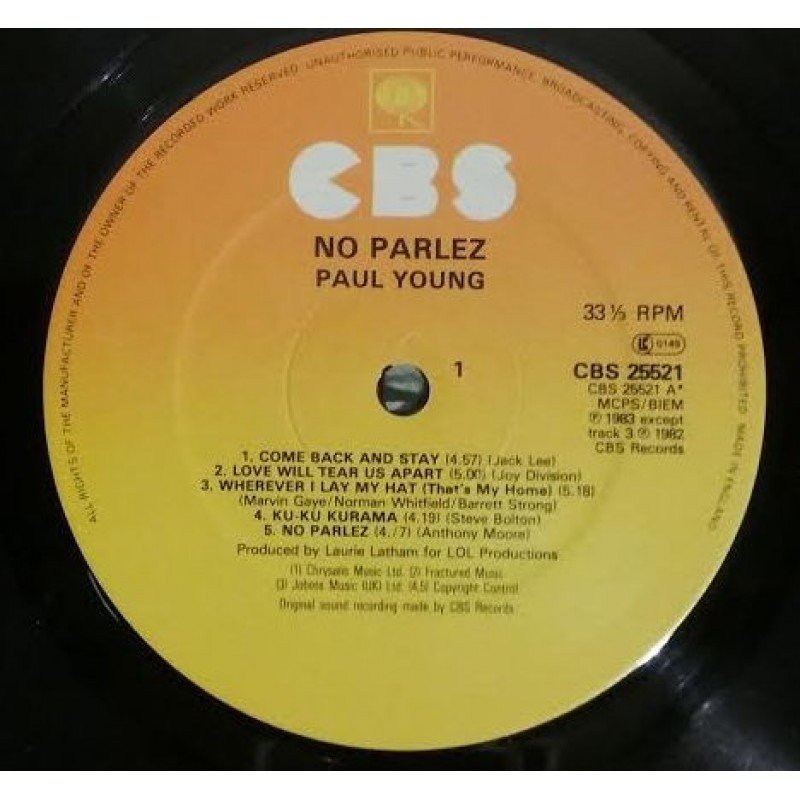 ALL RIGHTS OF THE MANUFACTURER AND OF THE OWNER OF THE RECORDED WORK RESERVED. UNAUTHORISED PUBLIC PERFORMANCE, BROADCASTING, COPYING AND RENTAL OF THIS RECORD PROHIBITED. MADE IN ENGLAND
CBS
NO PARLEZ
PAUL YOUNG
33⅓ RPM
LC 0149
1
CBS 25521
CBS 25521 A*
MCPS/BIEM
℗ 1983 except
track 3 ℗ 1982
CBS Records
1. COME BACK AND STAY (4.57) (Jack Lee)
2. LOVE WILL TEAR US APART (5.00) (Joy Division)
3. WHEREVER I LAY MY HAT (That's My Home) (5.18)
(Marvin Gaye/Norman Whitfield/Barrett Strong)
4. KU-KU KURAMA (4.19) (Steve Bolton)
5. NO PARLEZ (4./7) (Anthony Moore)
Produced by Laurie Latham for LOL Productions
(1) Chrysalis Music Ltd. (2) Fractured Music.
(3) Jobete Music (UK) Ltd. (4,5) Copyright Control.
Original sound recording made by CBS Records